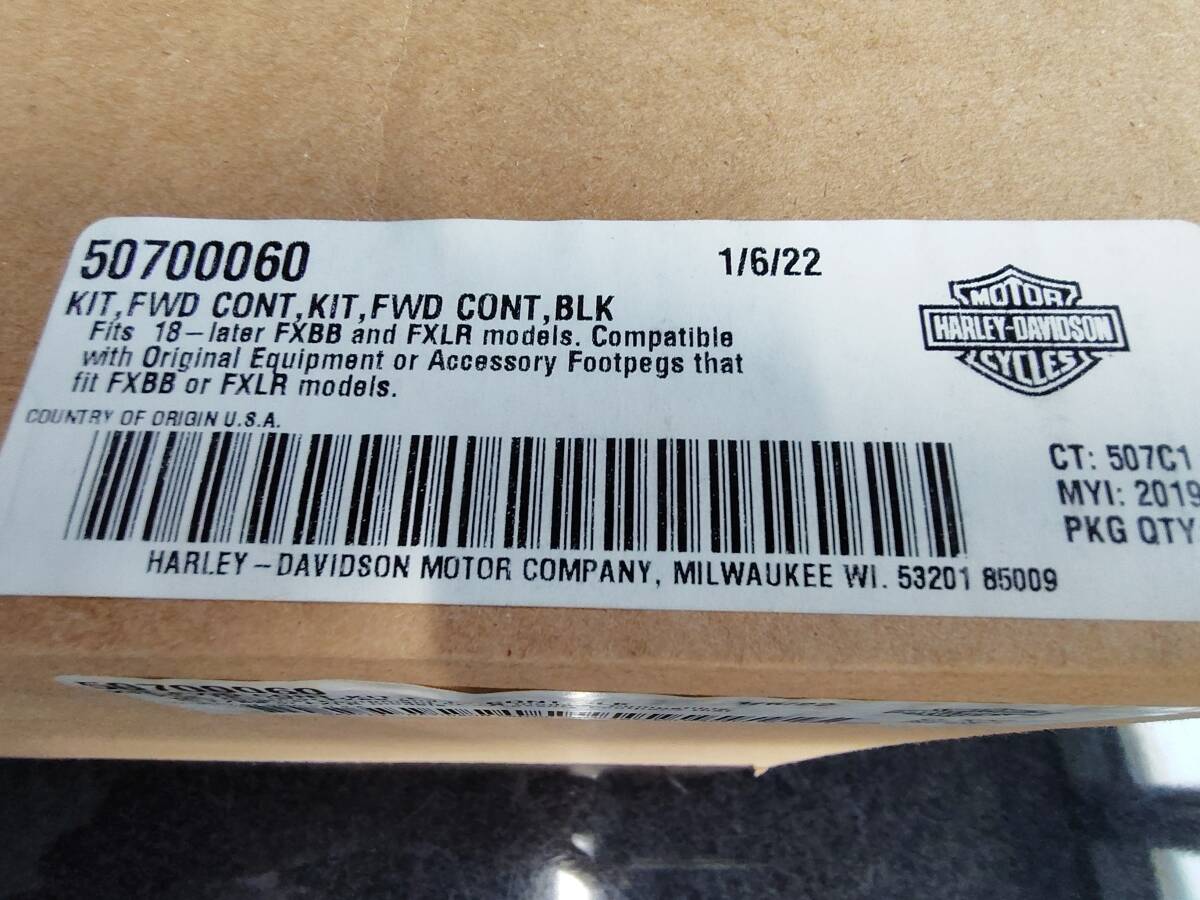 50700060 1/6/22
KIT,FWD CONT,KIT,FWD CONT,BLK
Fits 18-later FXBB and FXLR models. Compatible
with Original Equipment or Accessory Footpegs that
fit FXBB or FXLR models.
COUNTRY OF ORIGIN U.S.A.
MOTOR
HARLEY-DAVIDSON
CYCLES
CT: 507C1
MYI: 2019
PKG QTY
HARLEY-DAVIDSON MOTOR COMPANY, MILWAUKEE WI. 53201 85009
50700060